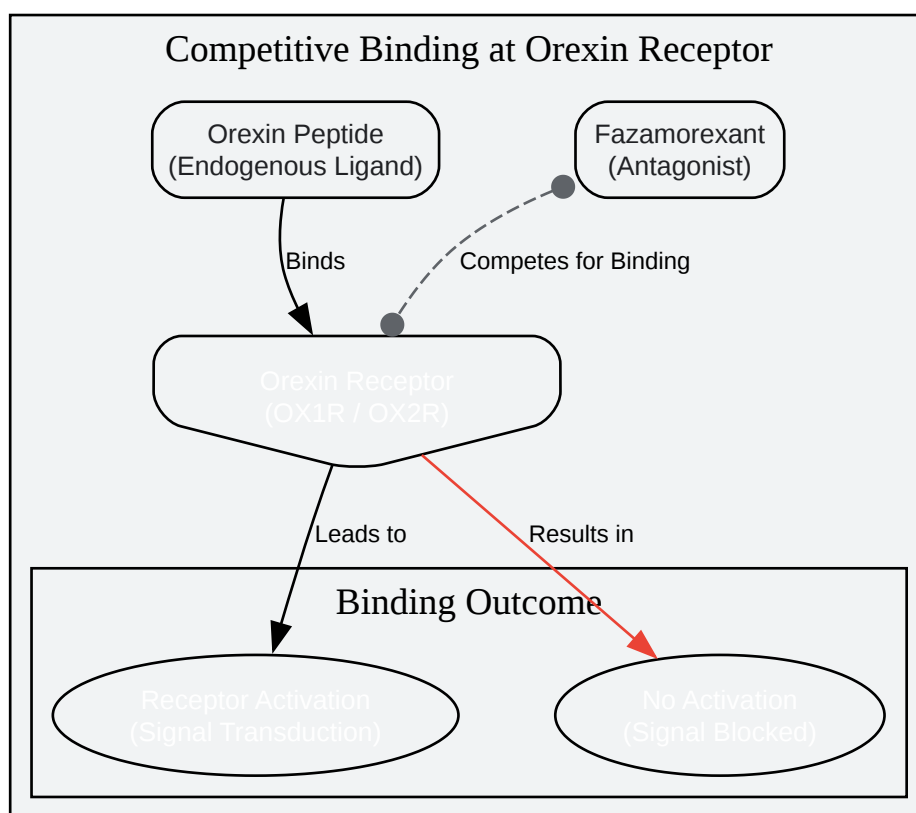 Competitive Binding at Orexin Receptor
Orexin Peptide
(Endogenous Ligand)
Fazamorexant
(Antagonist)
Binds
Competes for Binding
Orexin Receptor
(OX1R / OX2R)
Leads to
Results in
Binding Outcome
Receptor Activation
(Signal Transduction)
No Activation
(Signal Blocked)